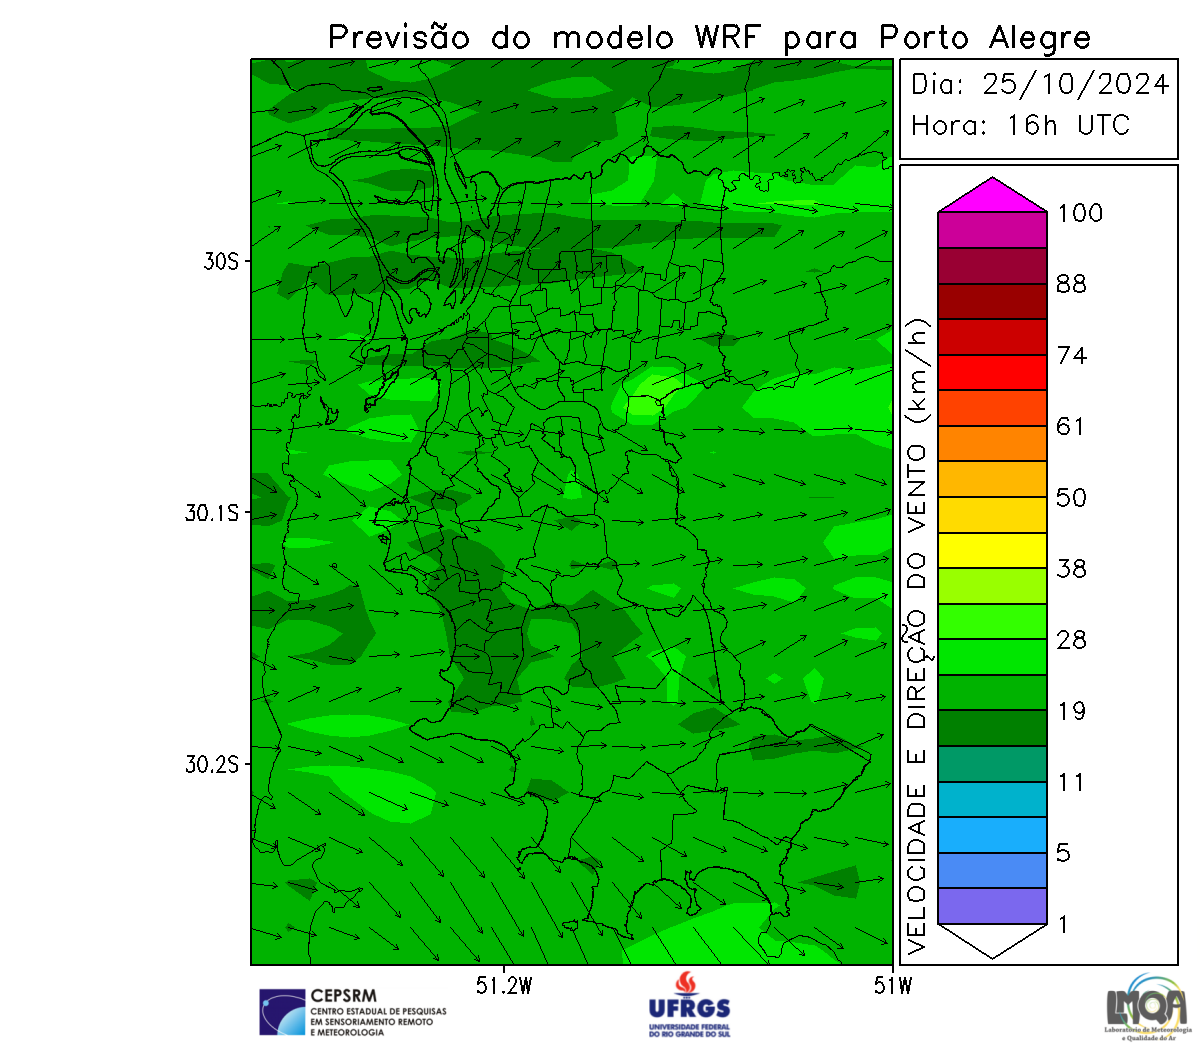 Previsão do modelo WRF para Porto Alegre
Dia: 25/10/2024
Hora: 16h UTC
30S
30.1S
30.2S
51.2W
51W
VELOCIDADE E DIREÇÃO DO VENTO (km/h)
100
88
74
61
50
38
28
19
11
5
1
CEPSRM
CENTRO ESTADUAL DE PESQUISAS
EM SENSORIAMENTO REMOTO
E METEOROLOGIA
UFRGS
UNIVERSIDADE FEDERAL
DO RIO GRANDE DO SUL
LMQA
Laboratório de Meteorologia
e Qualidade do Ar